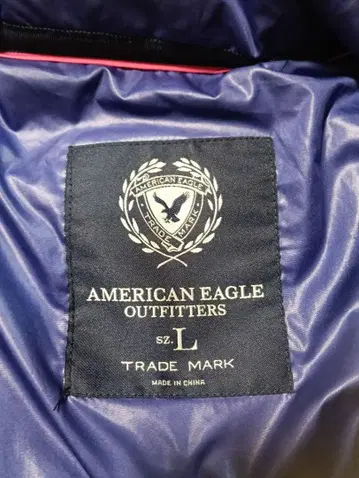 AMERICAN EAGLE
TRADE MARK
AMERICAN EAGLE
OUTFITTERS
SZ. L
TRADE MARK
MADE IN CHINA